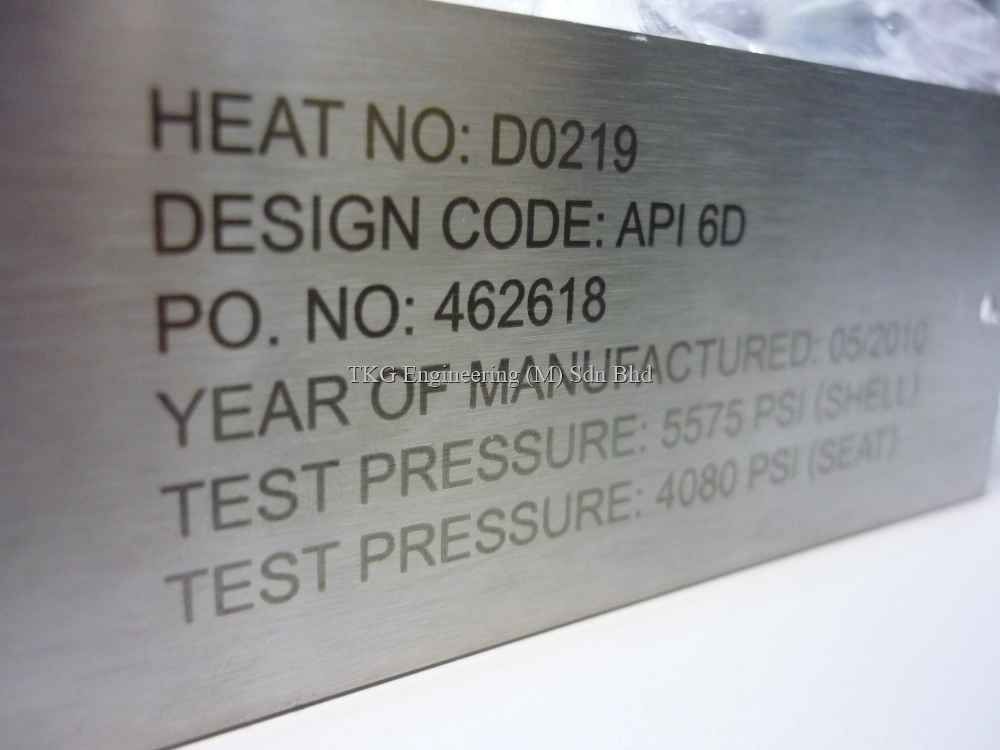 HEAT NO: D0219
DESIGN CODE: API 6D
PO. NO: 462618
YEAR OF MANUFACTURED: 05/2010
TKG Engineering (M) Sdn Bhd
TEST PRESSURE: 5575 PSI (SHELL)
TEST PRESSURE: 4080 PSI (SEAT)